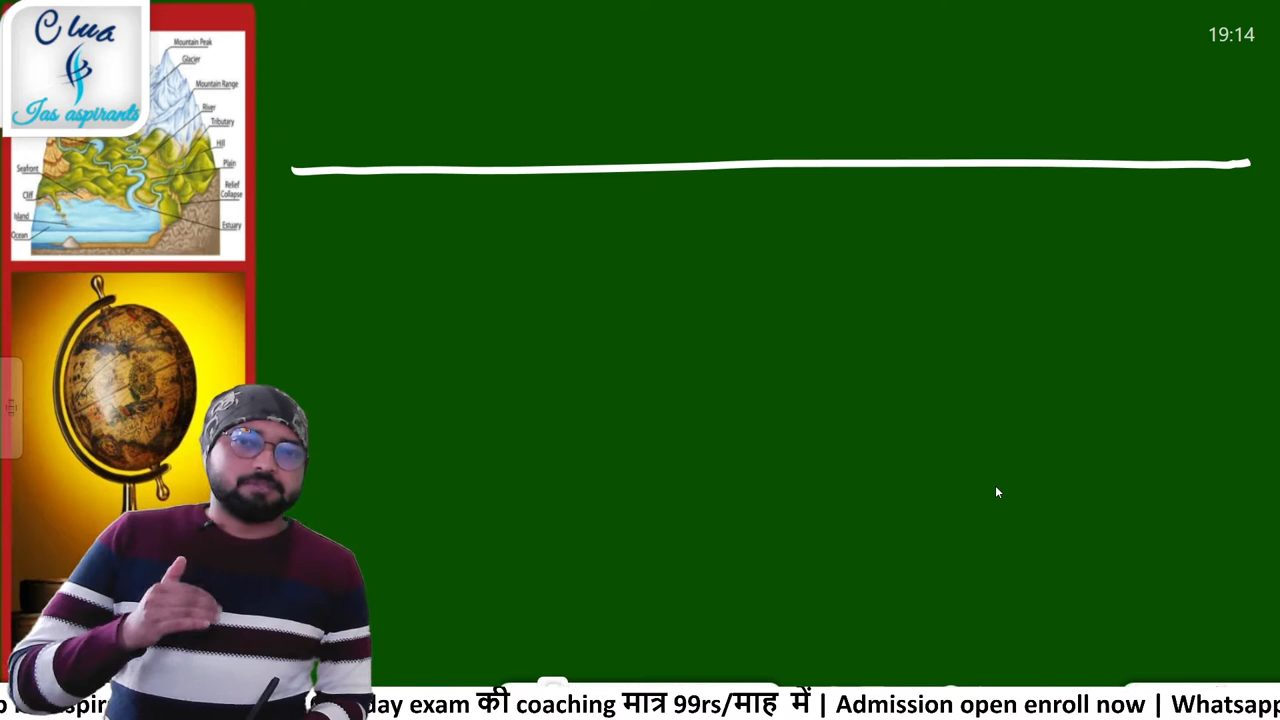 Clua
Ias aspirants
19:14
Mountain Peak
Glacier
Mountain Range
River
Tributary
Hill
Plain
Relief
Collapse
Estuary
Seafont
Cliff
Island
Ocean
day exam की coaching मात्र 99rs/माह में | Admission open enroll now | Whatsapp